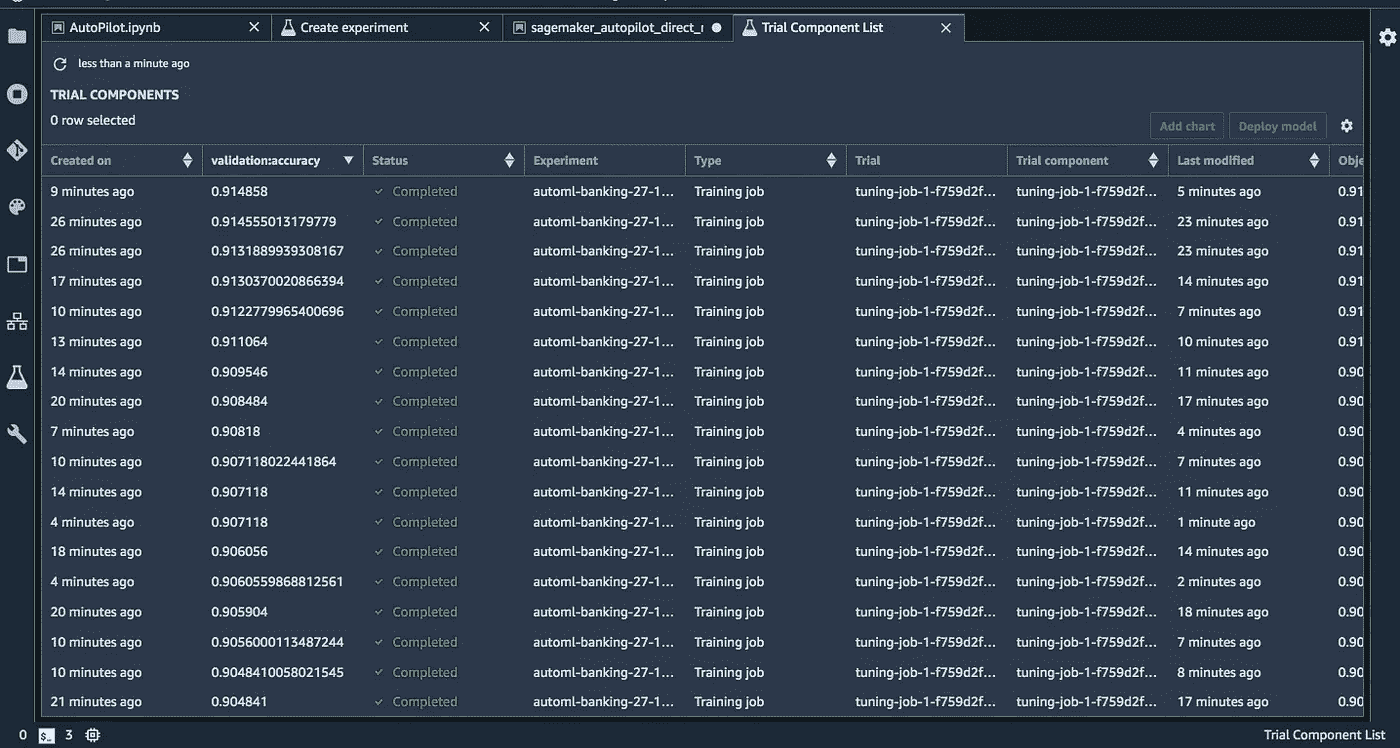 AutoPilot.ipynb Create experiment sagemaker_autopilot_direct_ Trial Component List
less than a minute ago
TRIAL COMPONENTS
0 row selected
Add chart Deploy model
Created on validation:accuracy Status Experiment Type Trial Trial component Last modified Obje
9 minutes ago 0.914858 Completed automl-banking-27-1... Training job tuning-job-1-f759d2f... tuning-job-1-f759d2f... 5 minutes ago 0.91
26 minutes ago 0.914555013179779 Completed automl-banking-27-1... Training job tuning-job-1-f759d2f... tuning-job-1-f759d2f... 23 minutes ago 0.91
26 minutes ago 0.9131889939308167 Completed automl-banking-27-1... Training job tuning-job-1-f759d2f... tuning-job-1-f759d2f... 23 minutes ago 0.91
17 minutes ago 0.9130370020866394 Completed automl-banking-27-1... Training job tuning-job-1-f759d2f... tuning-job-1-f759d2f... 14 minutes ago 0.91
10 minutes ago 0.9122779965400696 Completed automl-banking-27-1... Training job tuning-job-1-f759d2f... tuning-job-1-f759d2f... 7 minutes ago 0.91
13 minutes ago 0.911064 Completed automl-banking-27-1... Training job tuning-job-1-f759d2f... tuning-job-1-f759d2f... 10 minutes ago 0.91
14 minutes ago 0.909546 Completed automl-banking-27-1... Training job tuning-job-1-f759d2f... tuning-job-1-f759d2f... 11 minutes ago 0.90
20 minutes ago 0.908484 Completed automl-banking-27-1... Training job tuning-job-1-f759d2f... tuning-job-1-f759d2f... 17 minutes ago 0.90
7 minutes ago 0.90818 Completed automl-banking-27-1... Training job tuning-job-1-f759d2f... tuning-job-1-f759d2f... 4 minutes ago 0.90
10 minutes ago 0.907118022441864 Completed automl-banking-27-1... Training job tuning-job-1-f759d2f... tuning-job-1-f759d2f... 7 minutes ago 0.90
14 minutes ago 0.907118 Completed automl-banking-27-1... Training job tuning-job-1-f759d2f... tuning-job-1-f759d2f... 11 minutes ago 0.90
4 minutes ago 0.907118 Completed automl-banking-27-1... Training job tuning-job-1-f759d2f... tuning-job-1-f759d2f... 1 minute ago 0.90
18 minutes ago 0.906056 Completed automl-banking-27-1... Training job tuning-job-1-f759d2f... tuning-job-1-f759d2f... 14 minutes ago 0.90
4 minutes ago 0.9060559868812561 Completed automl-banking-27-1... Training job tuning-job-1-f759d2f... tuning-job-1-f759d2f... 2 minutes ago 0.90
20 minutes ago 0.905904 Completed automl-banking-27-1... Training job tuning-job-1-f759d2f... tuning-job-1-f759d2f... 18 minutes ago 0.90
10 minutes ago 0.9056000113487244 Completed automl-banking-27-1... Training job tuning-job-1-f759d2f... tuning-job-1-f759d2f... 7 minutes ago 0.90
10 minutes ago 0.9048410058021545 Completed automl-banking-27-1... Training job tuning-job-1-f759d2f... tuning-job-1-f759d2f... 8 minutes ago 0.90
21 minutes ago 0.904841 Completed automl-banking-27-1... Training job tuning-job-1-f759d2f... tuning-job-1-f759d2f... 17 minutes ago 0.90
0 $_ 3 Trial Component List